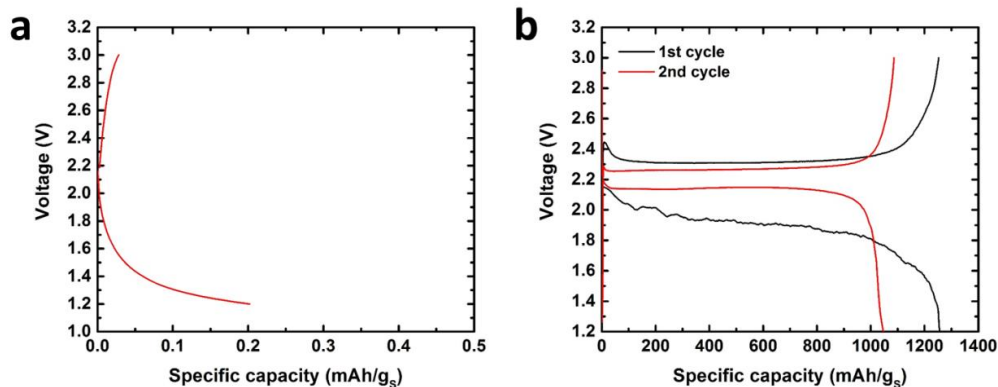 a
Voltage (V)
3.2
3.0
2.8
2.6
2.4
2.2
2.0
1.8
1.6
1.4
1.2
1.0
0.0 0.1 0.2 0.3 0.4 0.5
Specific capacity (mAh/gs)
b
1st cycle
2nd cycle
Voltage (V)
3.2
3.0
2.8
2.6
2.4
2.2
2.0
1.8
1.6
1.4
1.2
0 200 400 600 800 1000 1200 1400
Specific capacity (mAh/gs)